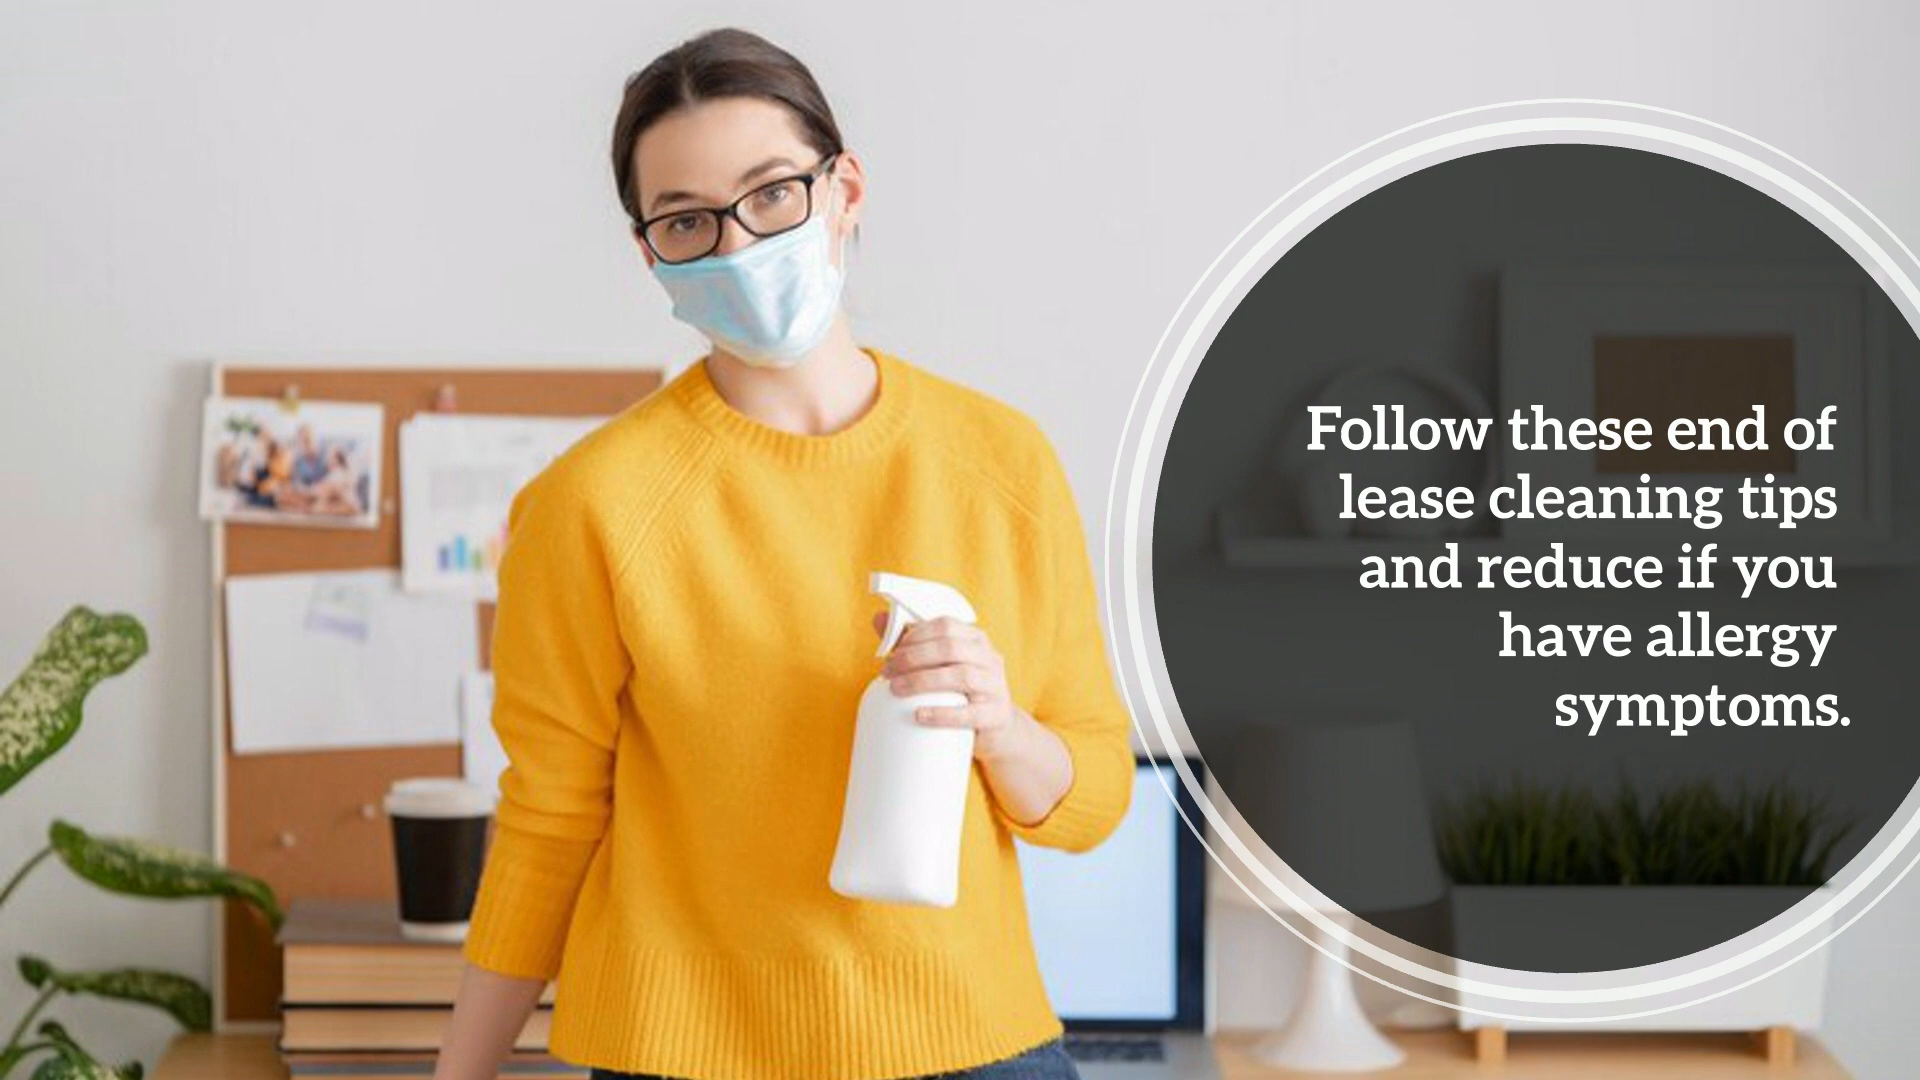 Follow these end of
lease cleaning tips
and reduce if you
have allergy
symptoms.